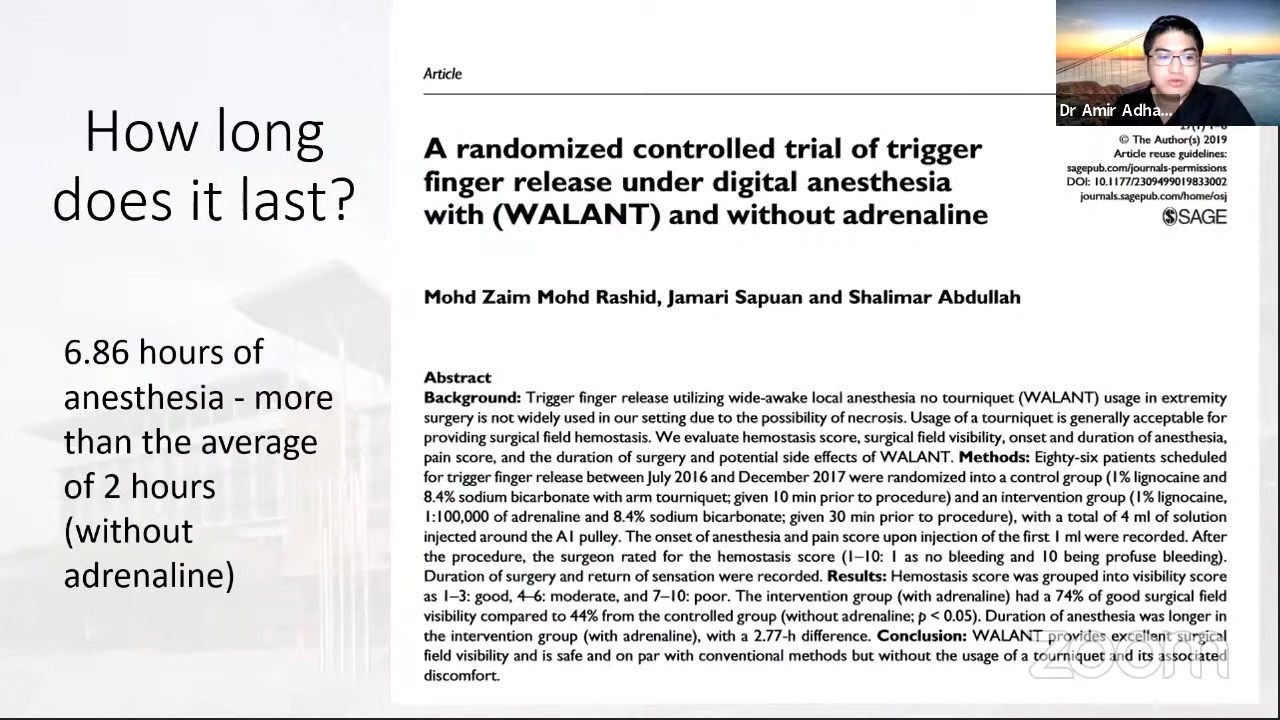 How long
does it last?
6.86 hours of
anesthesia - more
than the average
of 2 hours
(without
adrenaline)
Article
Dr Amir Adha...
27(1) 1–6
© The Author(s) 2019
Article reuse guidelines:
sagepub.com/journals-permissions
DOI: 10.1177/2309499019833002
journals.sagepub.com/home/osj
SAGE
A randomized controlled trial of trigger
finger release under digital anesthesia
with (WALANT) and without adrenaline
Mohd Zaim Mohd Rashid, Jamari Sapuan and Shalimar Abdullah
Abstract
Background: Trigger finger release utilizing wide-awake local anesthesia no tourniquet (WALANT) usage in extremity
surgery is not widely used in our setting due to the possibility of necrosis. Usage of a tourniquet is generally acceptable for
providing surgical field hemostasis. We evaluate hemostasis score, surgical field visibility, onset and duration of anesthesia,
pain score, and the duration of surgery and potential side effects of WALANT. Methods: Eighty-six patients scheduled
for trigger finger release between July 2016 and December 2017 were randomized into a control group (1% lignocaine and
8.4% sodium bicarbonate with arm tourniquet; given 10 min prior to procedure) and an intervention group (1% lignocaine,
1:100,000 of adrenaline and 8.4% sodium bicarbonate; given 30 min prior to procedure), with a total of 4 ml of solution
injected around the A1 pulley. The onset of anesthesia and pain score upon injection of the first 1 ml were recorded. After
the procedure, the surgeon rated for the hemostasis score (1–10: 1 as no bleeding and 10 being profuse bleeding).
Duration of surgery and return of sensation were recorded. Results: Hemostasis score was grouped into visibility score
as 1–3: good, 4–6: moderate, and 7–10: poor. The intervention group (with adrenaline) had a 74% of good surgical field
visibility compared to 44% from the controlled group (without adrenaline; p < 0.05). Duration of anesthesia was longer in
the intervention group (with adrenaline), with a 2.77-h difference. Conclusion: WALANT provides excellent surgical
field visibility and is safe and on par with conventional methods but without the usage of a tourniquet and its associated
discomfort.
zoom